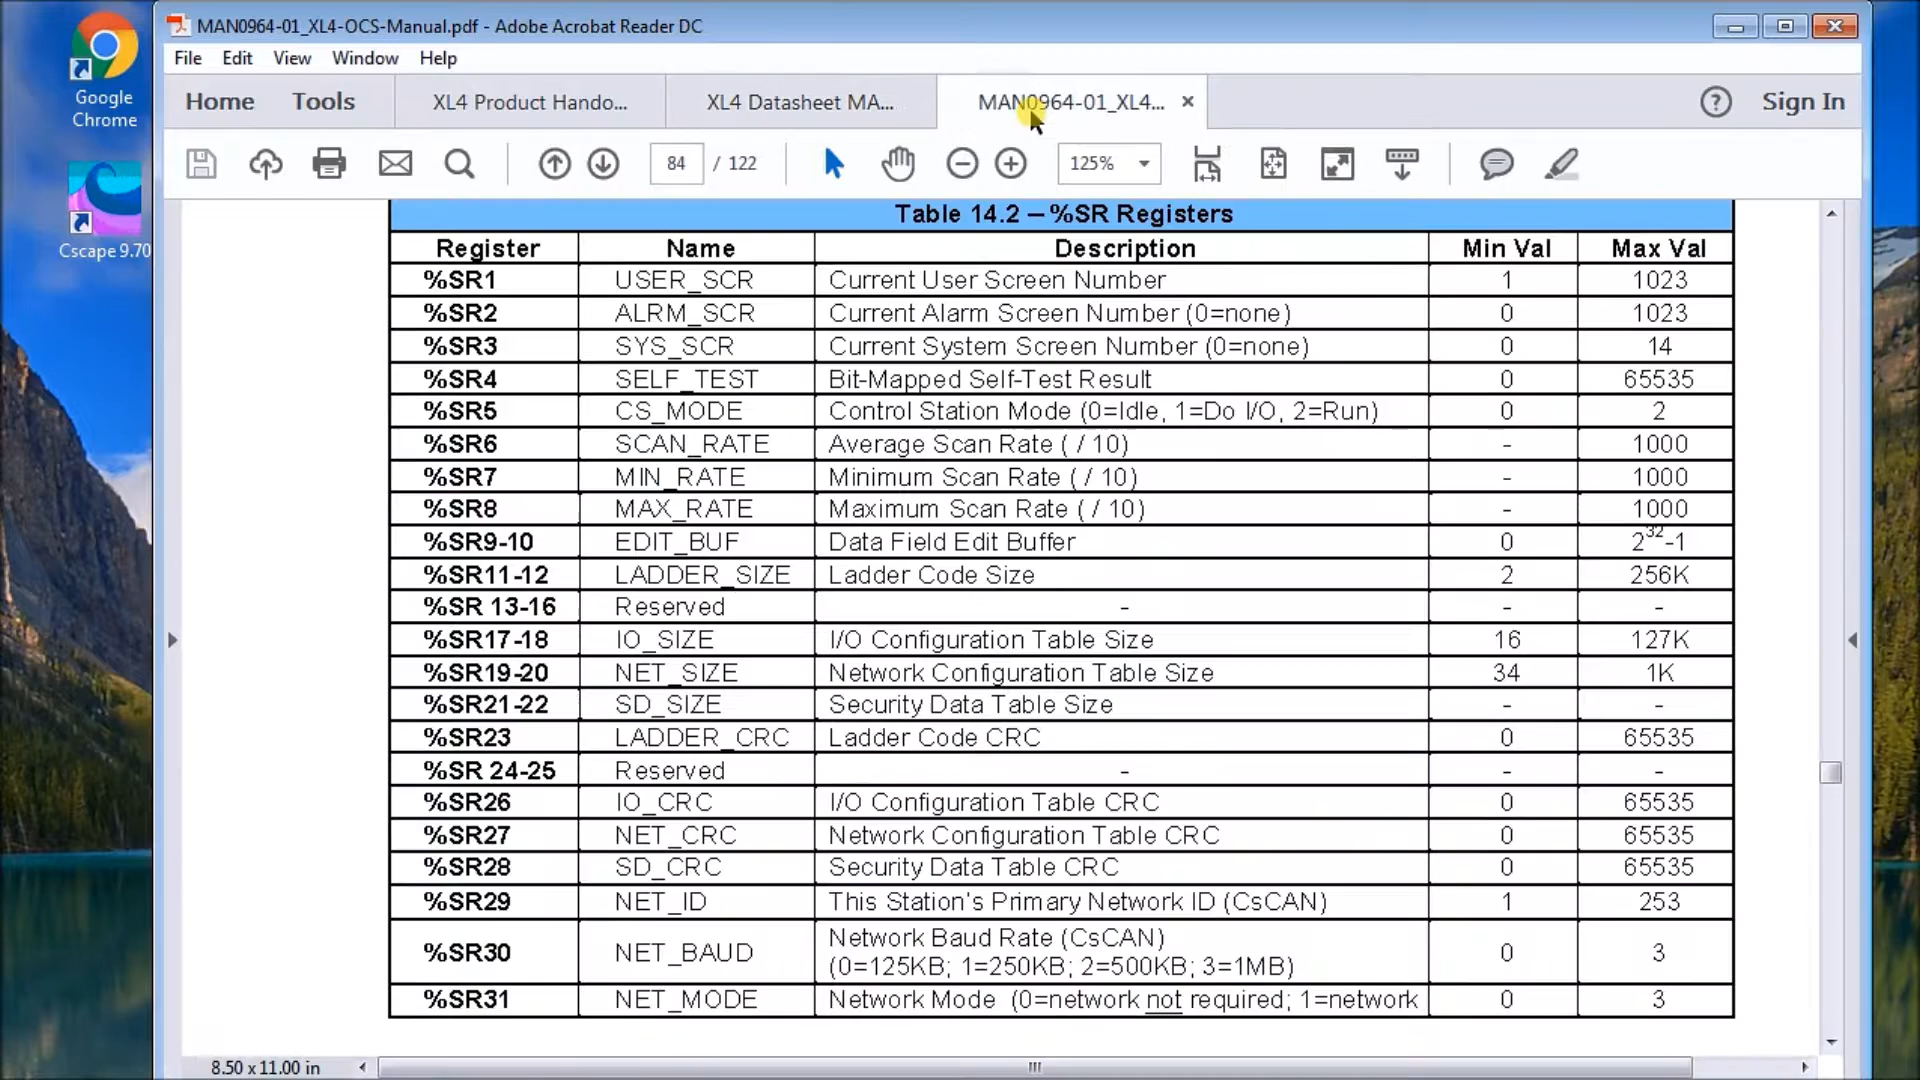 MAN0964-01_XL4-OCS-Manual.pdf - Adobe Acrobat Reader DC
File Edit View Window Help
Home Tools XL4 Product Hando... XL4 Datasheet MA... MAN0964-01_XL4... × ? Sign In
84 / 122 125%
Google
Chrome
Cscape 9.70
Table 14.2 – %SR Registers
Register Name Description Min Val Max Val
%SR1 USER_SCR Current User Screen Number 1 1023
%SR2 ALRM_SCR Current Alarm Screen Number (0=none) 0 1023
%SR3 SYS_SCR Current System Screen Number (0=none) 0 14
%SR4 SELF_TEST Bit-Mapped Self-Test Result 0 65535
%SR5 CS_MODE Control Station Mode (0=Idle, 1=Do I/O, 2=Run) 0 2
%SR6 SCAN_RATE Average Scan Rate ( / 10) - 1000
%SR7 MIN_RATE Minimum Scan Rate ( / 10) - 1000
%SR8 MAX_RATE Maximum Scan Rate ( / 10) - 1000
%SR9-10 EDIT_BUF Data Field Edit Buffer 0 2^32-1
%SR11-12 LADDER_SIZE Ladder Code Size 2 256K
%SR 13-16 Reserved - - -
%SR17-18 IO_SIZE I/O Configuration Table Size 16 127K
%SR19-20 NET_SIZE Network Configuration Table Size 34 1K
%SR21-22 SD_SIZE Security Data Table Size - -
%SR23 LADDER_CRC Ladder Code CRC 0 65535
%SR 24-25 Reserved - - -
%SR26 IO_CRC I/O Configuration Table CRC 0 65535
%SR27 NET_CRC Network Configuration Table CRC 0 65535
%SR28 SD_CRC Security Data Table CRC 0 65535
%SR29 NET_ID This Station's Primary Network ID (CsCAN) 1 253
%SR30 NET_BAUD Network Baud Rate (CsCAN)
(0=125KB; 1=250KB; 2=500KB; 3=1MB) 0 3
%SR31 NET_MODE Network Mode (0=network not required; 1=network 0 3
8.50 x 11.00 in